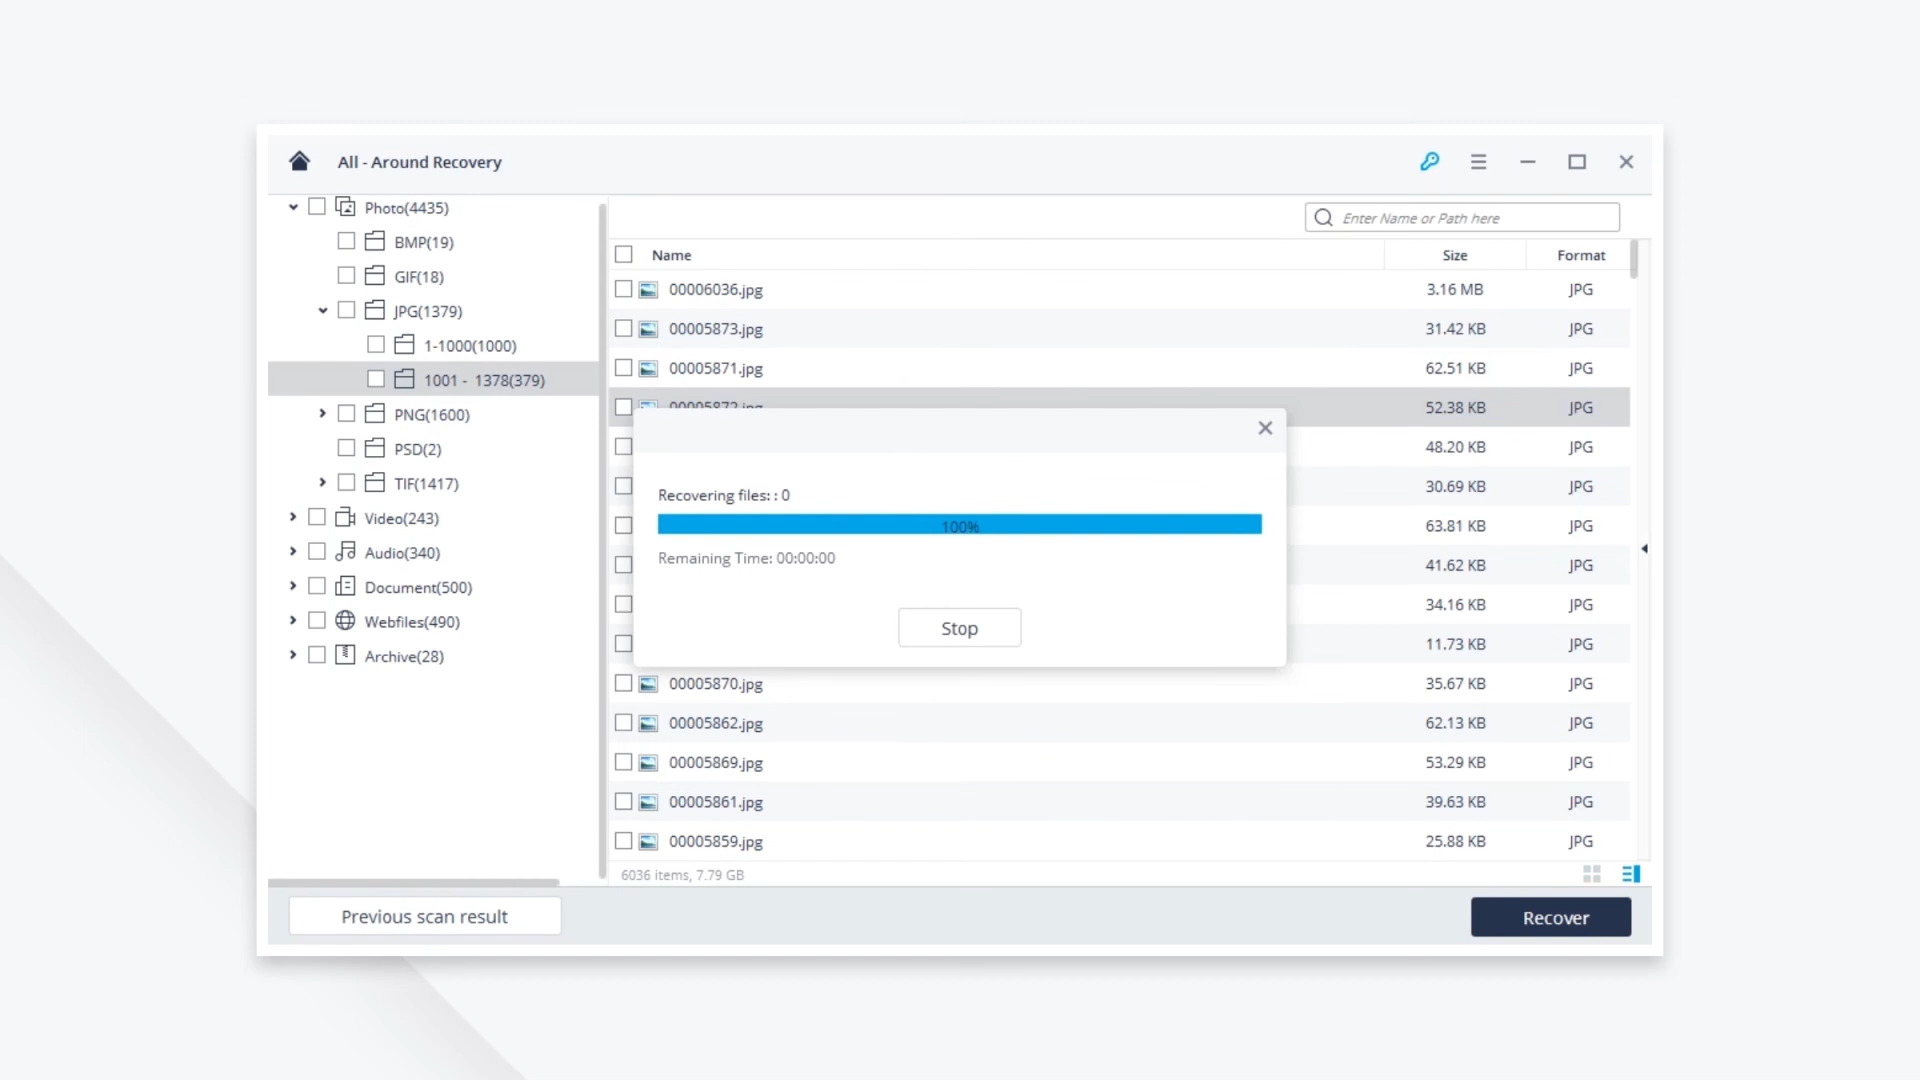 All - Around Recovery
Photo(4435)
BMP(19)
GIF(18)
JPG(1379)
1-1000(1000)
1001 - 1378(379)
PNG(1600)
PSD(2)
TIF(1417)
Video(243)
Audio(340)
Document(500)
Webfiles(490)
Archive(28)
Enter Name or Path here
Name Size Format
00006036.jpg 3.16 MB JPG
00005873.jpg 31.42 KB JPG
00005871.jpg 62.51 KB JPG
00005872.jpg 52.38 KB JPG
48.20 KB JPG
30.69 KB JPG
63.81 KB JPG
41.62 KB JPG
34.16 KB JPG
11.73 KB JPG
Recovering files: : 0
100%
Remaining Time: 00:00:00
Stop
00005870.jpg 35.67 KB JPG
00005862.jpg 62.13 KB JPG
00005869.jpg 53.29 KB JPG
00005861.jpg 39.63 KB JPG
00005859.jpg 25.88 KB JPG
6036 items, 7.79 GB
Previous scan result
Recover